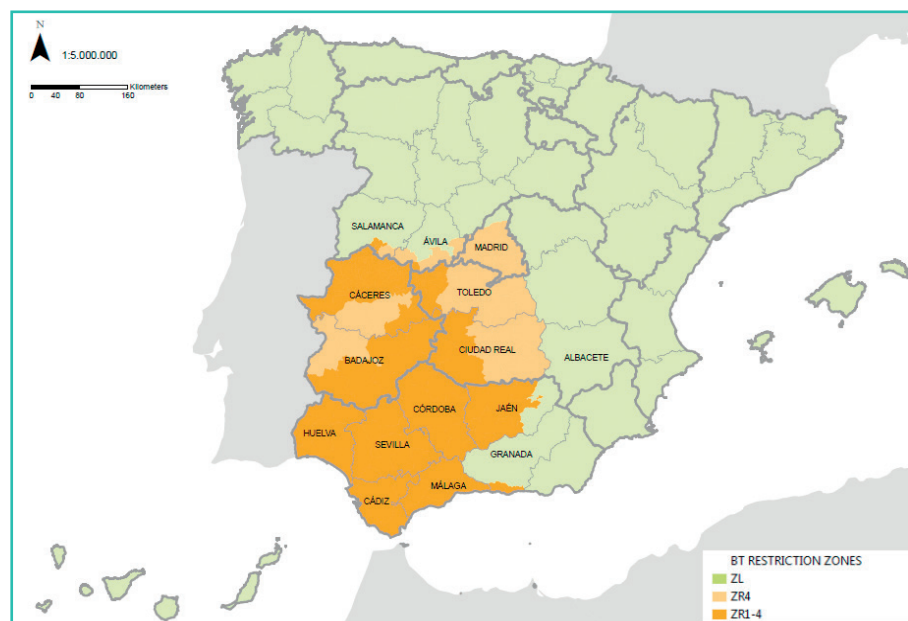 N
1:5.000.000
Kilometers
0 40 80 160
SALAMANCA
ÁVILA
MADRID
CÁCERES
TOLEDO
BADAJOZ
CIUDAD REAL
ALBACETE
CÓRDOBA
JAÉN
HUELVA
SEVILLA
GRANADA
MÁLAGA
CÁDIZ
BT RESTRICTION ZONES
ZL
ZR4
ZR1-4